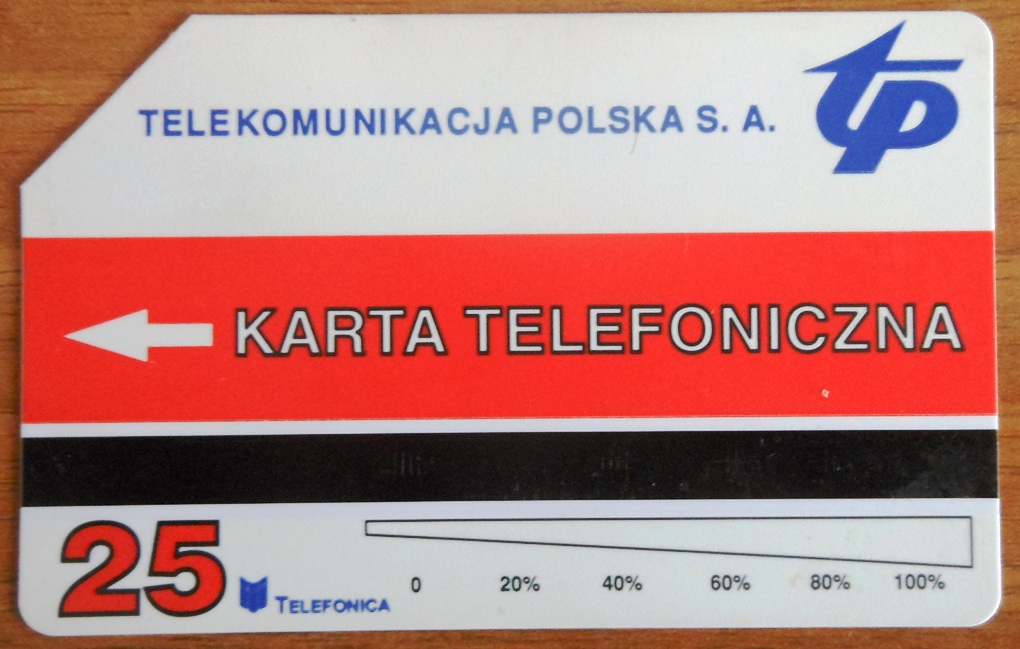 TELEKOMUNIKACJA POLSKA S. A.
tp
KARTA TELEFONICZNA
25
TELEFONICA
0 20% 40% 60% 80% 100%